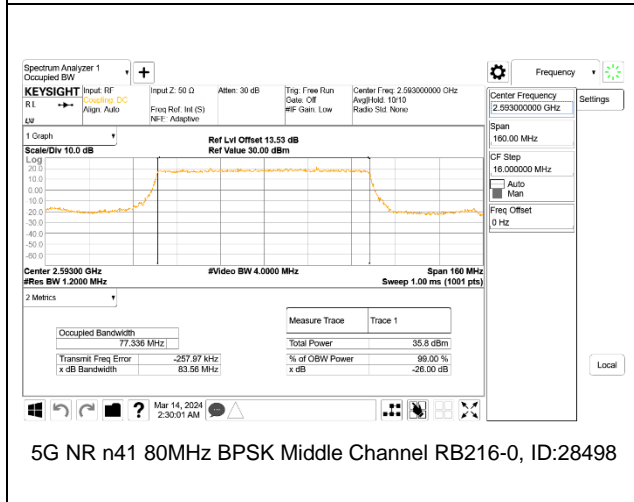 Spectrum Analyzer 1
Occupied BW
Frequency
KEYSIGHT Input: RF Input Z: 50 Ω Atten: 30 dB Trig: Free Run Center Freq: 2.593000000 GHz
Coupling: DC Gate: Off Avg|Hold: 10/10
Align: Auto Freq Ref: Int (S) #IF Gain: Low Radio Std: None
NFE: Adaptive
Center Frequency
2.593000000 GHz
Settings
Span
160.00 MHz
CF Step
16.000000 MHz
Auto
Man
Freq Offset
0 Hz
Local
1 Graph
Ref Lvl Offset 13.53 dB
Scale/Div 10.0 dB Ref Value 30.00 dBm
Log
20.0
10.0
0.00
-10.0
-20.0
-30.0
-40.0
-50.0
-60.0
Center 2.59300 GHz #Video BW 4.0000 MHz Span 160 MHz
#Res BW 1.2000 MHz Sweep 1.00 ms (1001 pts)
2 Metrics
Measure Trace Trace 1
Occupied Bandwidth
77.336 MHz Total Power 35.8 dBm
Transmit Freq Error -257.97 kHz % of OBW Power 99.00 %
x dB Bandwidth 83.56 MHz x dB -26.00 dB
Mar 14, 2024
2:30:01 AM
5G NR n41 80MHz BPSK Middle Channel RB216-0, ID:28498